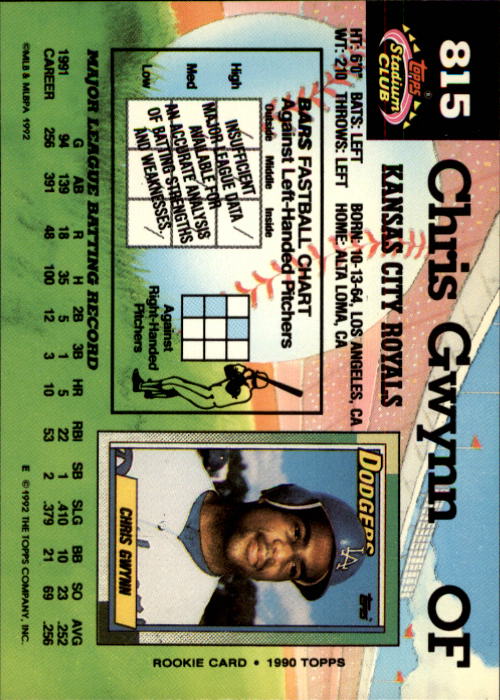 815
Chris Gwynn OF
topps®
Stadium
CLUB
KANSAS CITY ROYALS
HT: 6'0" BATS: LEFT BORN: 10-13-64, LOS ANGELES, CA
WT: 210 THROWS: LEFT HOME: ALTA LOMA, CA
BARS FASTBALL CHART
Against Left-Handed Pitchers
Outside Middle Inside
High
Med
Low
INSUFFICIENT
MAJOR LEAGUE DATA
AVAILABLE FOR
AN ACCURATE ANALYSIS
OF BATTING STRENGTHS
AND WEAKNESSES.
Against
Right-Handed
Pitchers
DODGERS
LA
topps
CHRIS GWYNN
ROOKIE CARD • 1990 TOPPS
MAJOR LEAGUE BATTING RECORD
G AB R H 2B 3B HR RBI SB SLG BB SO AVG
1991 94 139 18 35 5 1 5 22 1 .410 10 23 .252
CAREER 256 391 48 100 12 3 10 53 2 .379 21 69 .256
©MLB & MLBPA 1992
E ©1992 THE TOPPS COMPANY, INC.